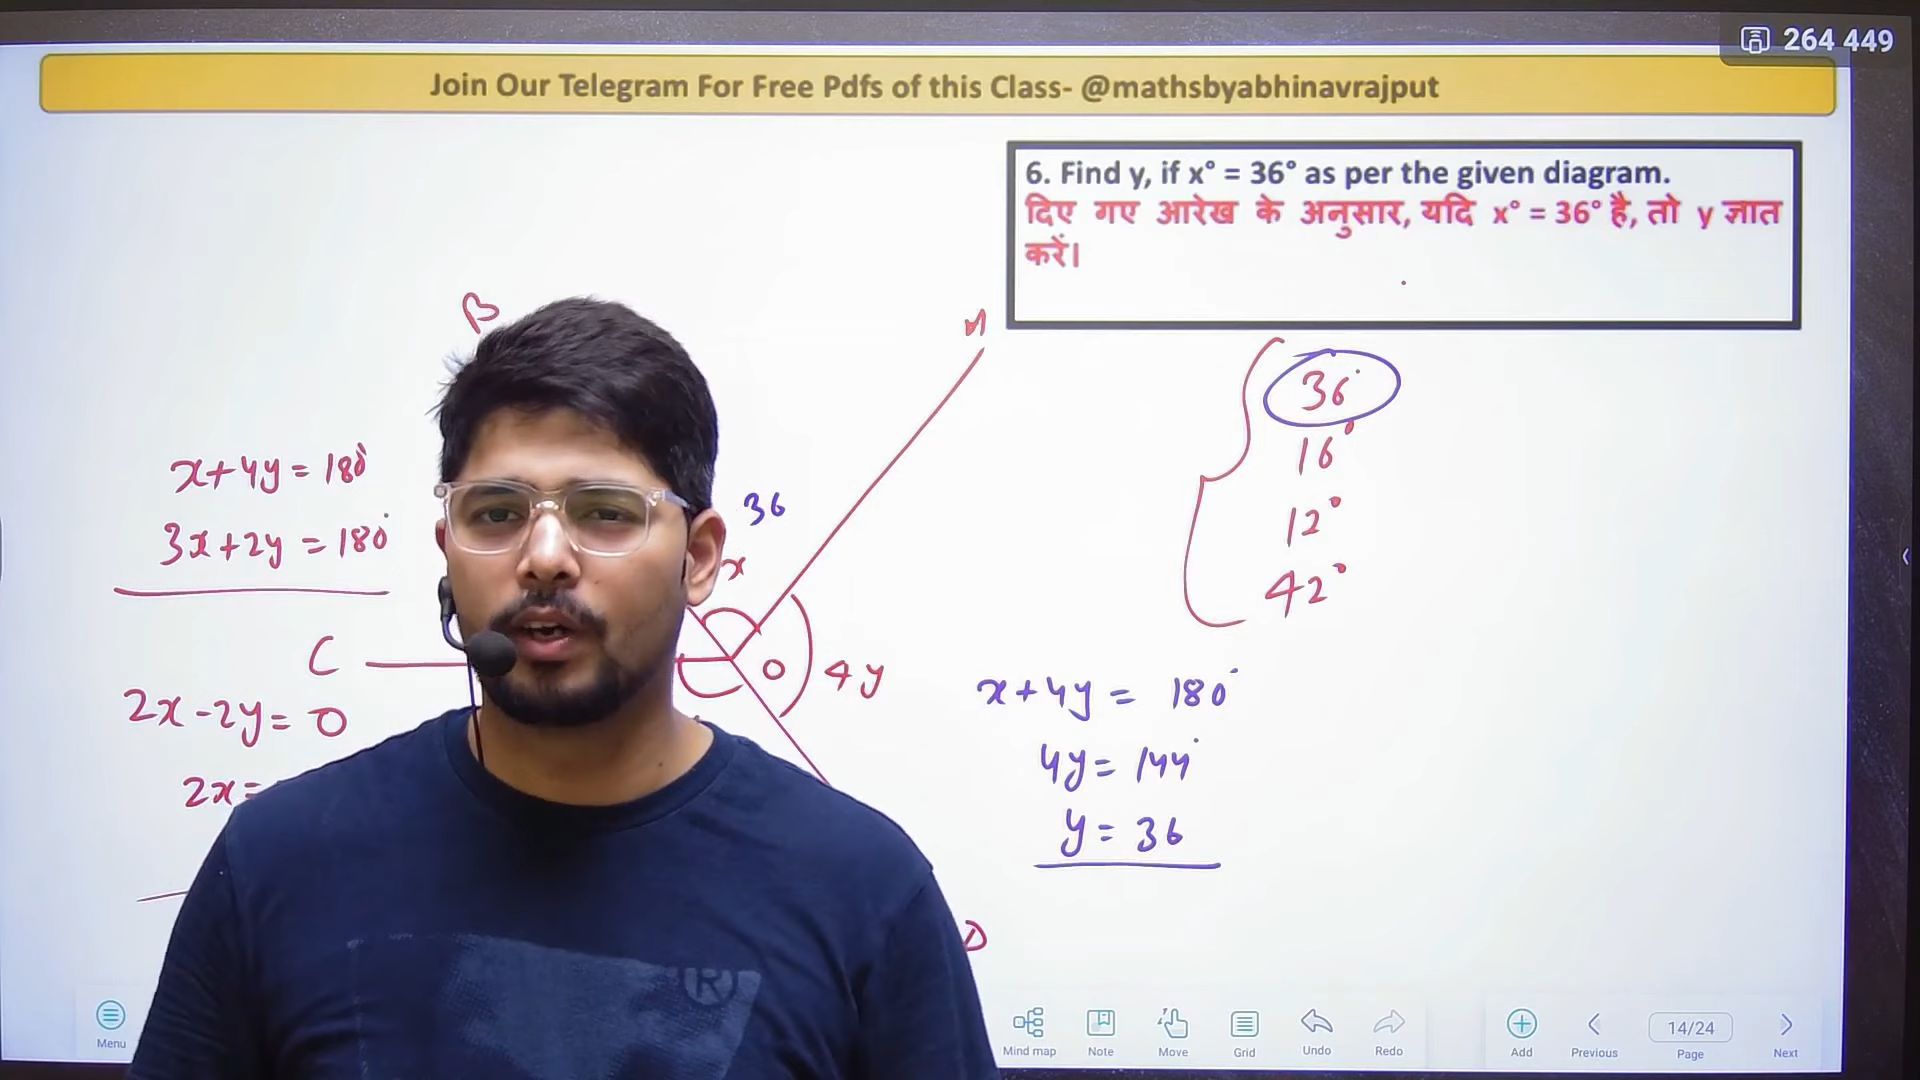 264 449
Join Our Telegram For Free Pdfs of this Class- @mathsbyabhinavrajput
6. Find y, if x° = 36° as per the given diagram.
दिए गए आरेख के अनुसार, यदि x° = 36° है, तो y ज्ञात
करें।
B
A
36°
16°
12°
42°
x+4y = 180°
3x+2y = 180°
36
x
C
O
4y
2x-2y= 0
2x=
x+4y = 180°
4y= 144°
y= 36
D
R
Menu
Mind map
Note
Move
Grid
Undo
Redo
Add
Previous
14/24
Page
Next